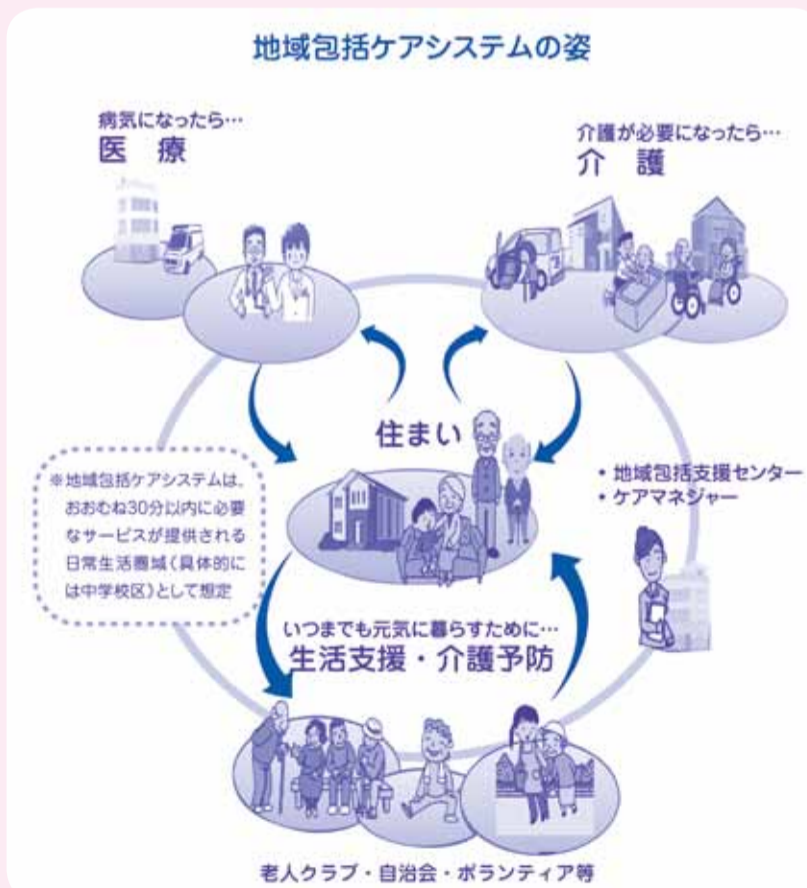 地域包括ケアシステムの姿
病気になったら…
医 療
介護が必要になったら…
介 護
住まい
※地域包括ケアシステムは、
おおむね30分以内に必要
なサービスが提供される
日常生活圏域(具体的に
は中学校区)として想定
・地域包括支援センター
・ケアマネジャー
いつまでも元気に暮らすために…
生活支援・介護予防
老人クラブ・自治会・ボランティア等